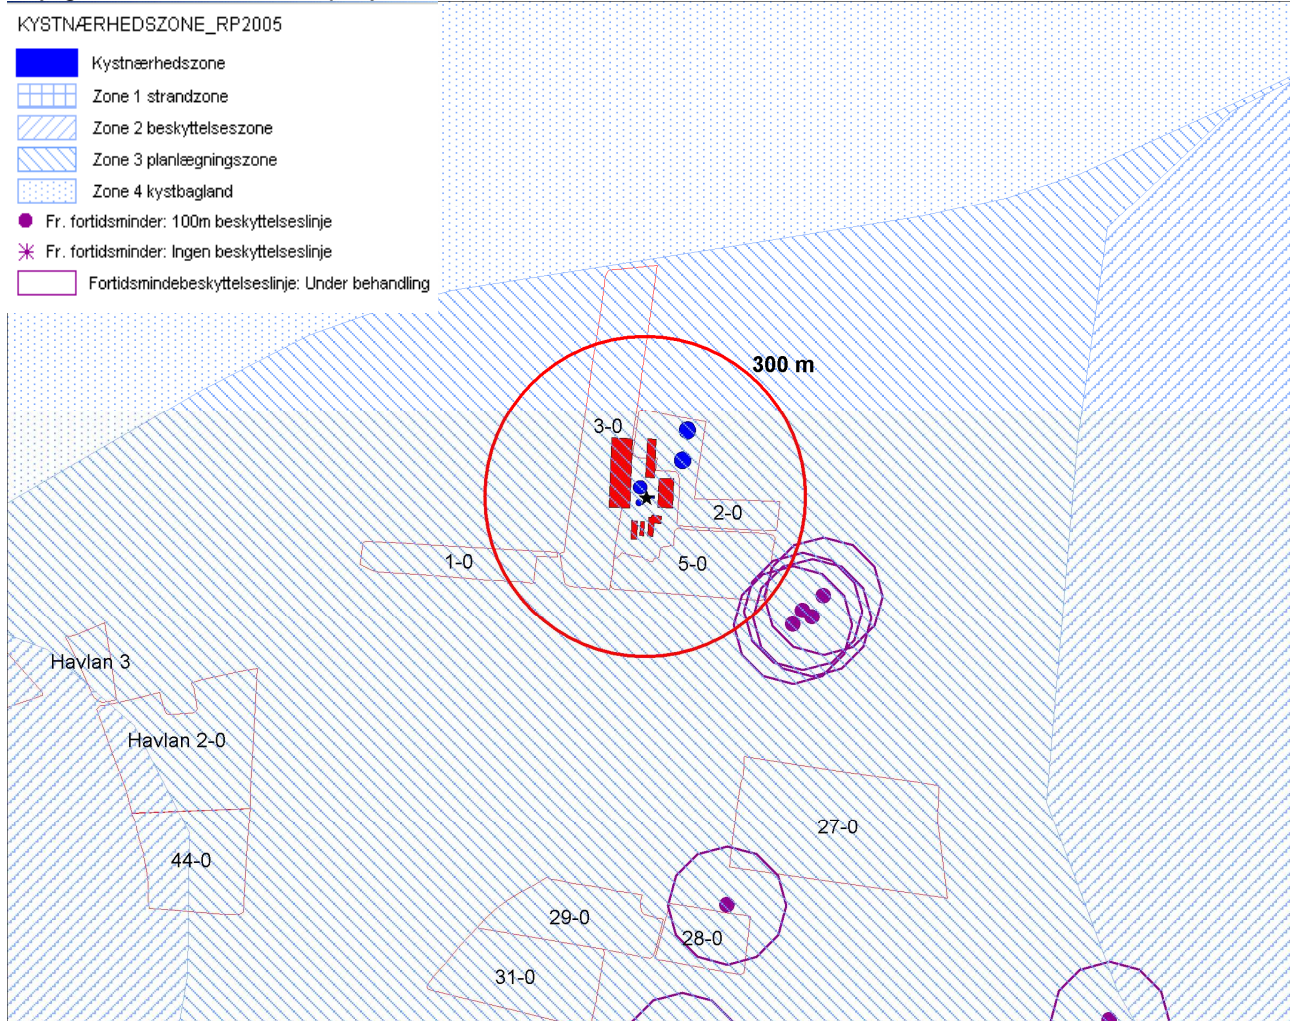 KYSTNÆRHEDSZONE_RP2005
Kystnærhedszone
Zone 1 strandzone
Zone 2 beskyttelseszone
Zone 3 planlægningszone
Zone 4 kystbagland
Fr. fortidsminder: 100m beskyttelseslinje
Fr. fortidsminder: Ingen beskyttelseslinje
Fortidsmindebeskyttelseslinje: Under behandling
300 m
3-0
2-0
1-0
5-0
Havlan 3
Havlan 2-0
27-0
44-0
29-0
28-0
31-0